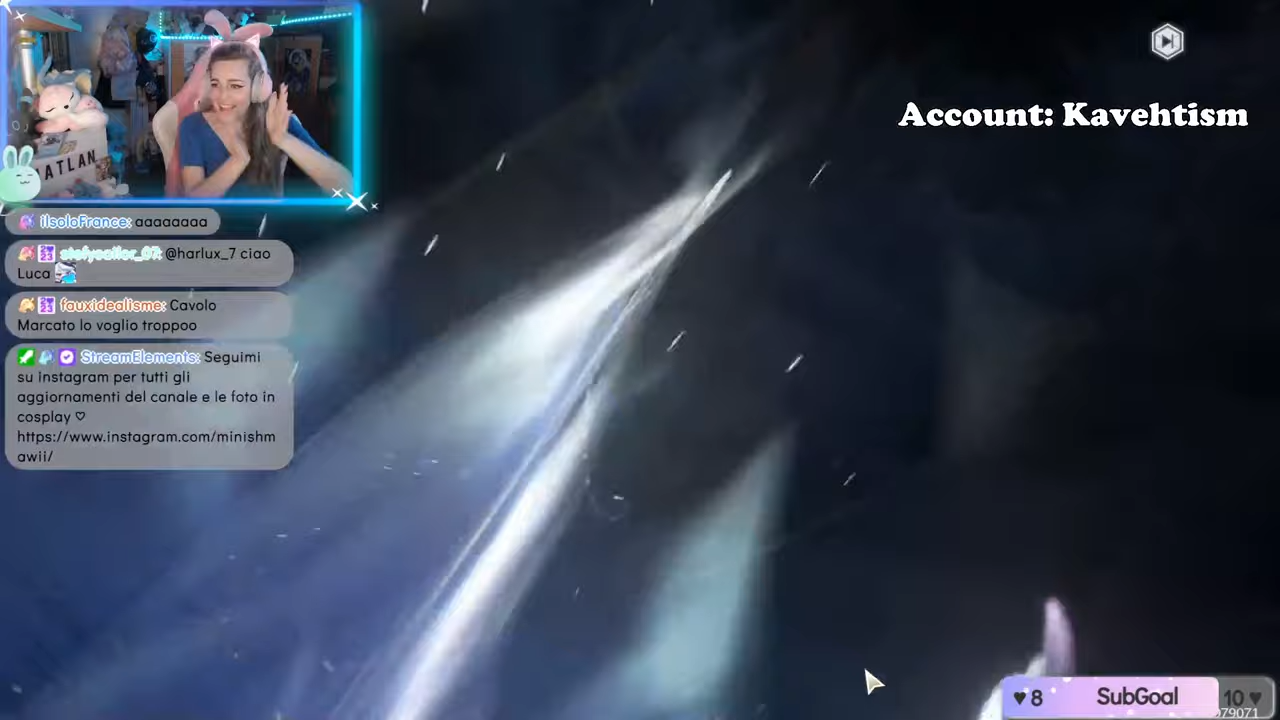 Account: Kavehtism
ATLAN
ilsoloFrance: aaaaaaaa
stefysailor_07: @harlux_7 ciao
Luca
fauxidealisme: Cavolo
Marcato lo voglio troppoo
StreamElements: Seguimi
su instagram per tutti gli
aggiornamenti del canale e le foto in
cosplay ♡
https://www.instagram.com/minishm
awii/
♥ 8 SubGoal 10 ♥